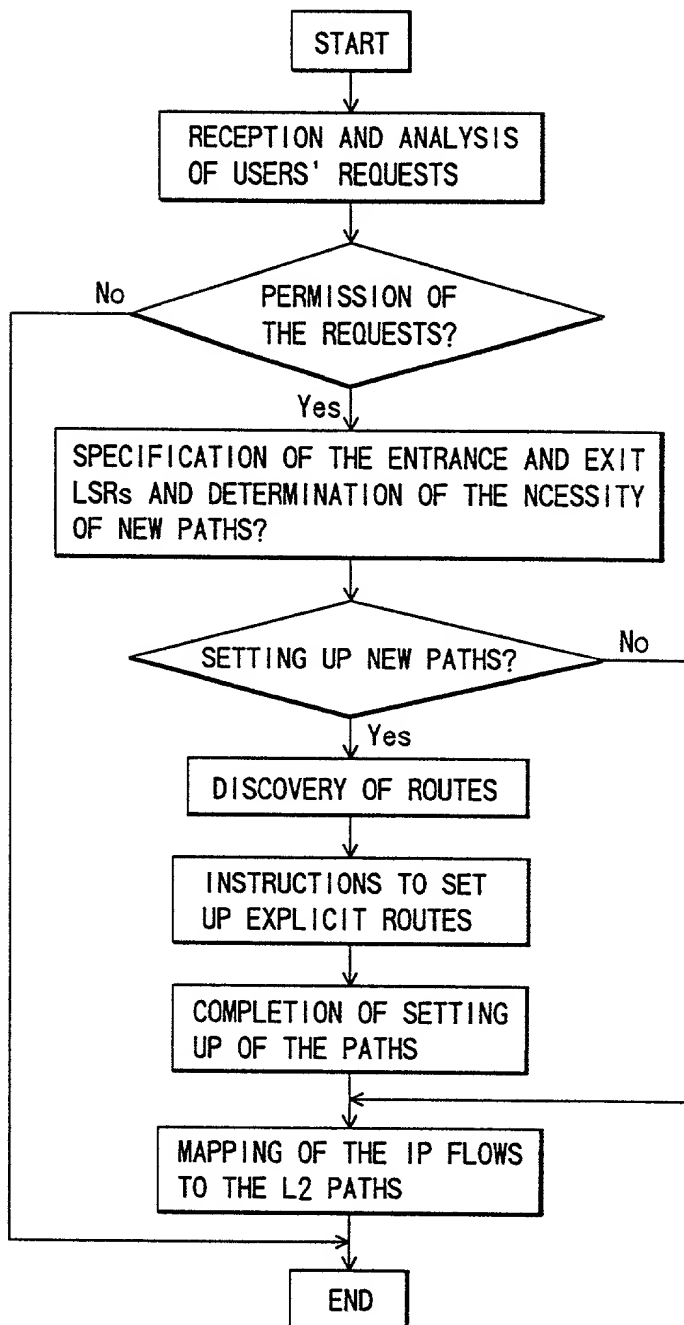 START
RECEPTION AND ANALYSIS
OF USERS' REQUESTS
No
PERMISSION OF
THE REQUESTS?
Yes
SPECIFICATION OF THE ENTRANCE AND EXIT
LSRs AND DETERMINATION OF THE NCESSITY
OF NEW PATHS?
SETTING UP NEW PATHS?
No
Yes
DISCOVERY OF ROUTES
INSTRUCTIONS TO SET
UP EXPLICIT ROUTES
COMPLETION OF SETTING
UP OF THE PATHS
MAPPING OF THE IP FLOWS
TO THE L2 PATHS
END